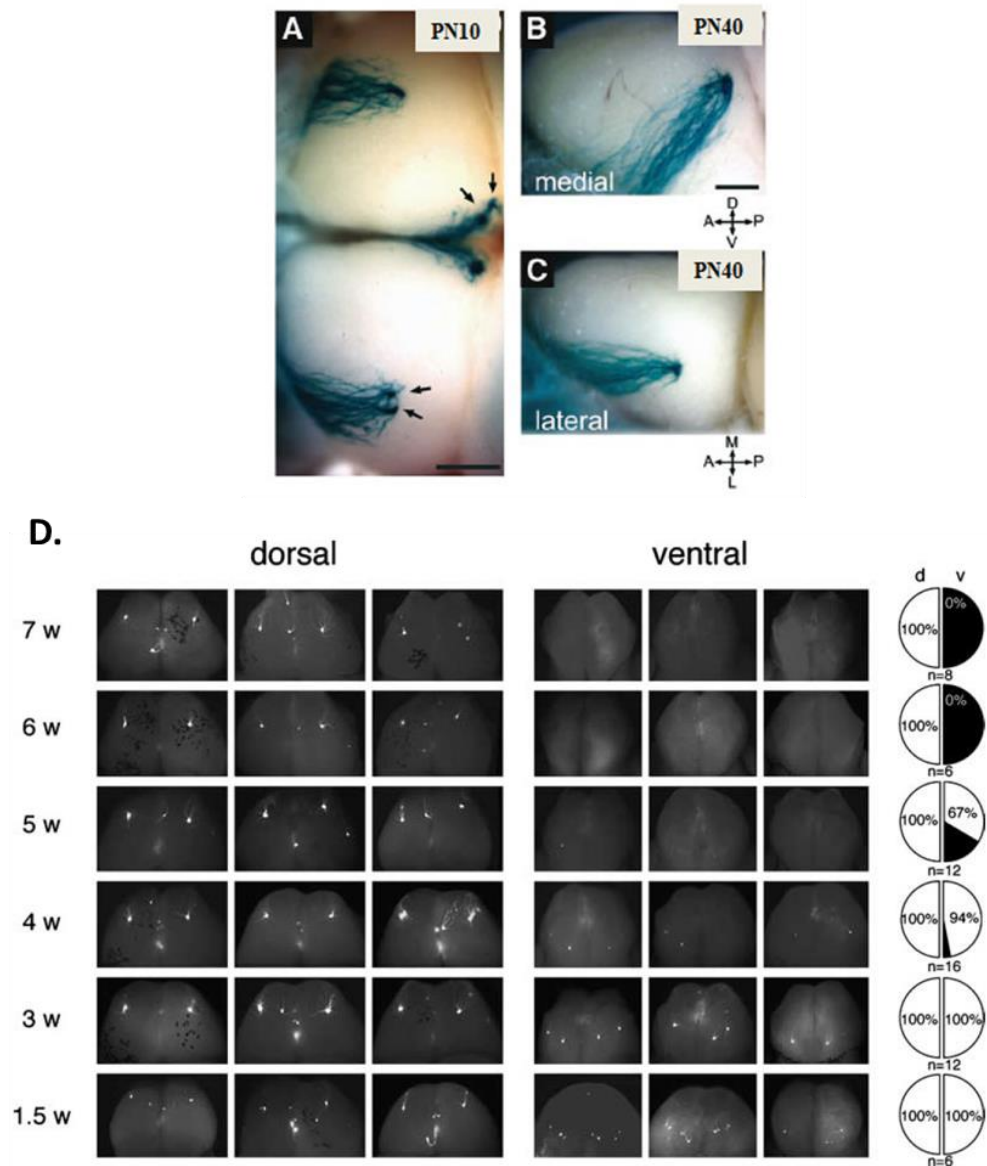 A PN10
B PN40
medial
D
A P
V
C PN40
lateral
M
A P
L
D.
dorsal ventral
d v
7 w 100% 0%
n=8
6 w 100% 0%
n=6
5 w 100% 67%
n=12
4 w 100% 94%
n=16
3 w 100% 100%
n=12
1.5 w 100% 100%
n=6